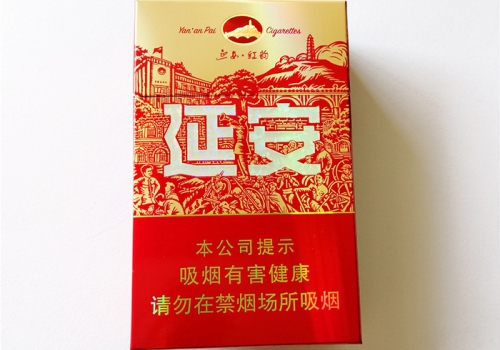 Yan'an Pai Cigarettes
延安·红韵
延安
本公司提示
吸烟有害健康
请勿在禁烟场所吸烟